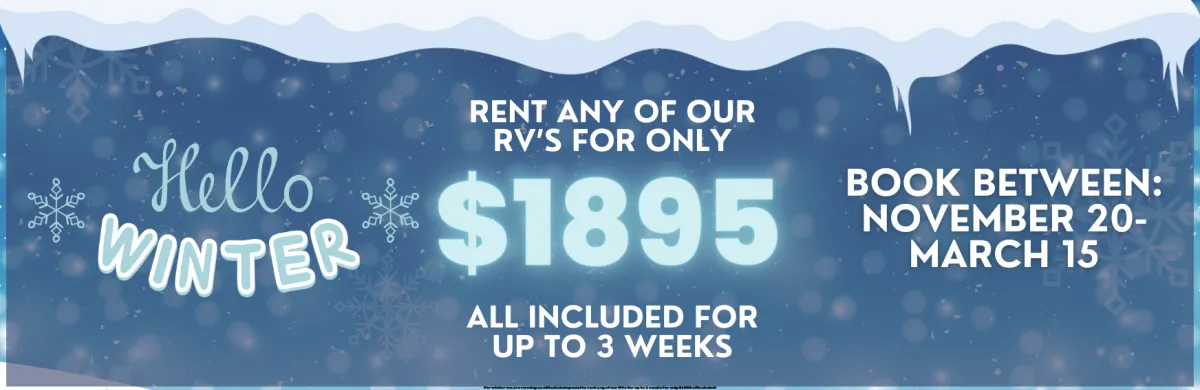 Hello
WINTER
RENT ANY OF OUR
RV'S FOR ONLY
$1895
ALL INCLUDED FOR
UP TO 3 WEEKS
BOOK BETWEEN:
NOVEMBER 20-
MARCH 15